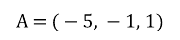 A = (− 5, − 1, 1)